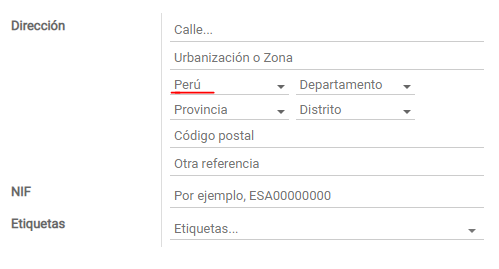 Dirección
Calle...
Urbanización o Zona
Perú Departamento
Provincia Distrito
Código postal
Otra referencia
NIF Por ejemplo, ESA00000000
Etiquetas Etiquetas...